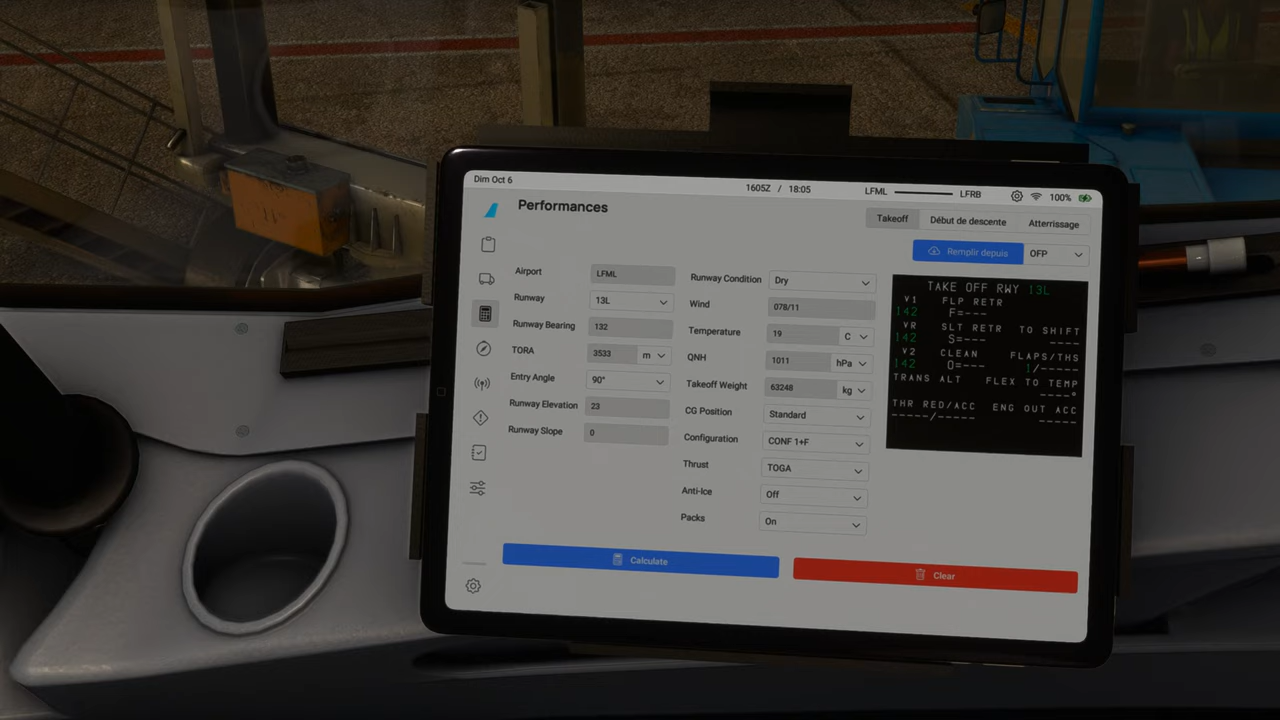 Dim Oct 6
1605Z / 18:05
LFML LFRB
100%
Performances
Takeoff
Début de descente
Atterrissage
Remplir depuis
OFP
Airport
LFML
Runway
13L
Runway Bearing
132
TORA
3533
m
Entry Angle
90°
Runway Elevation
23
Runway Slope
0
Runway Condition
Dry
Wind
078/11
Temperature
19
C
QNH
1011
hPa
Takeoff Weight
63248
kg
CG Position
Standard
Configuration
CONF 1+F
Thrust
TOGA
Anti-Ice
Off
Packs
On
TAKE OFF RWY 13L
V1 FLP RETR
142 F=---
VR SLT RETR TO SHIFT
142 S=--- ----
V2 CLEAN FLAPS/THS
142 O=--- 1/-----
TRANS ALT FLEX TO TEMP
----°
THR RED/ACC ENG OUT ACC
-----/----- -----
Calculate
Clear